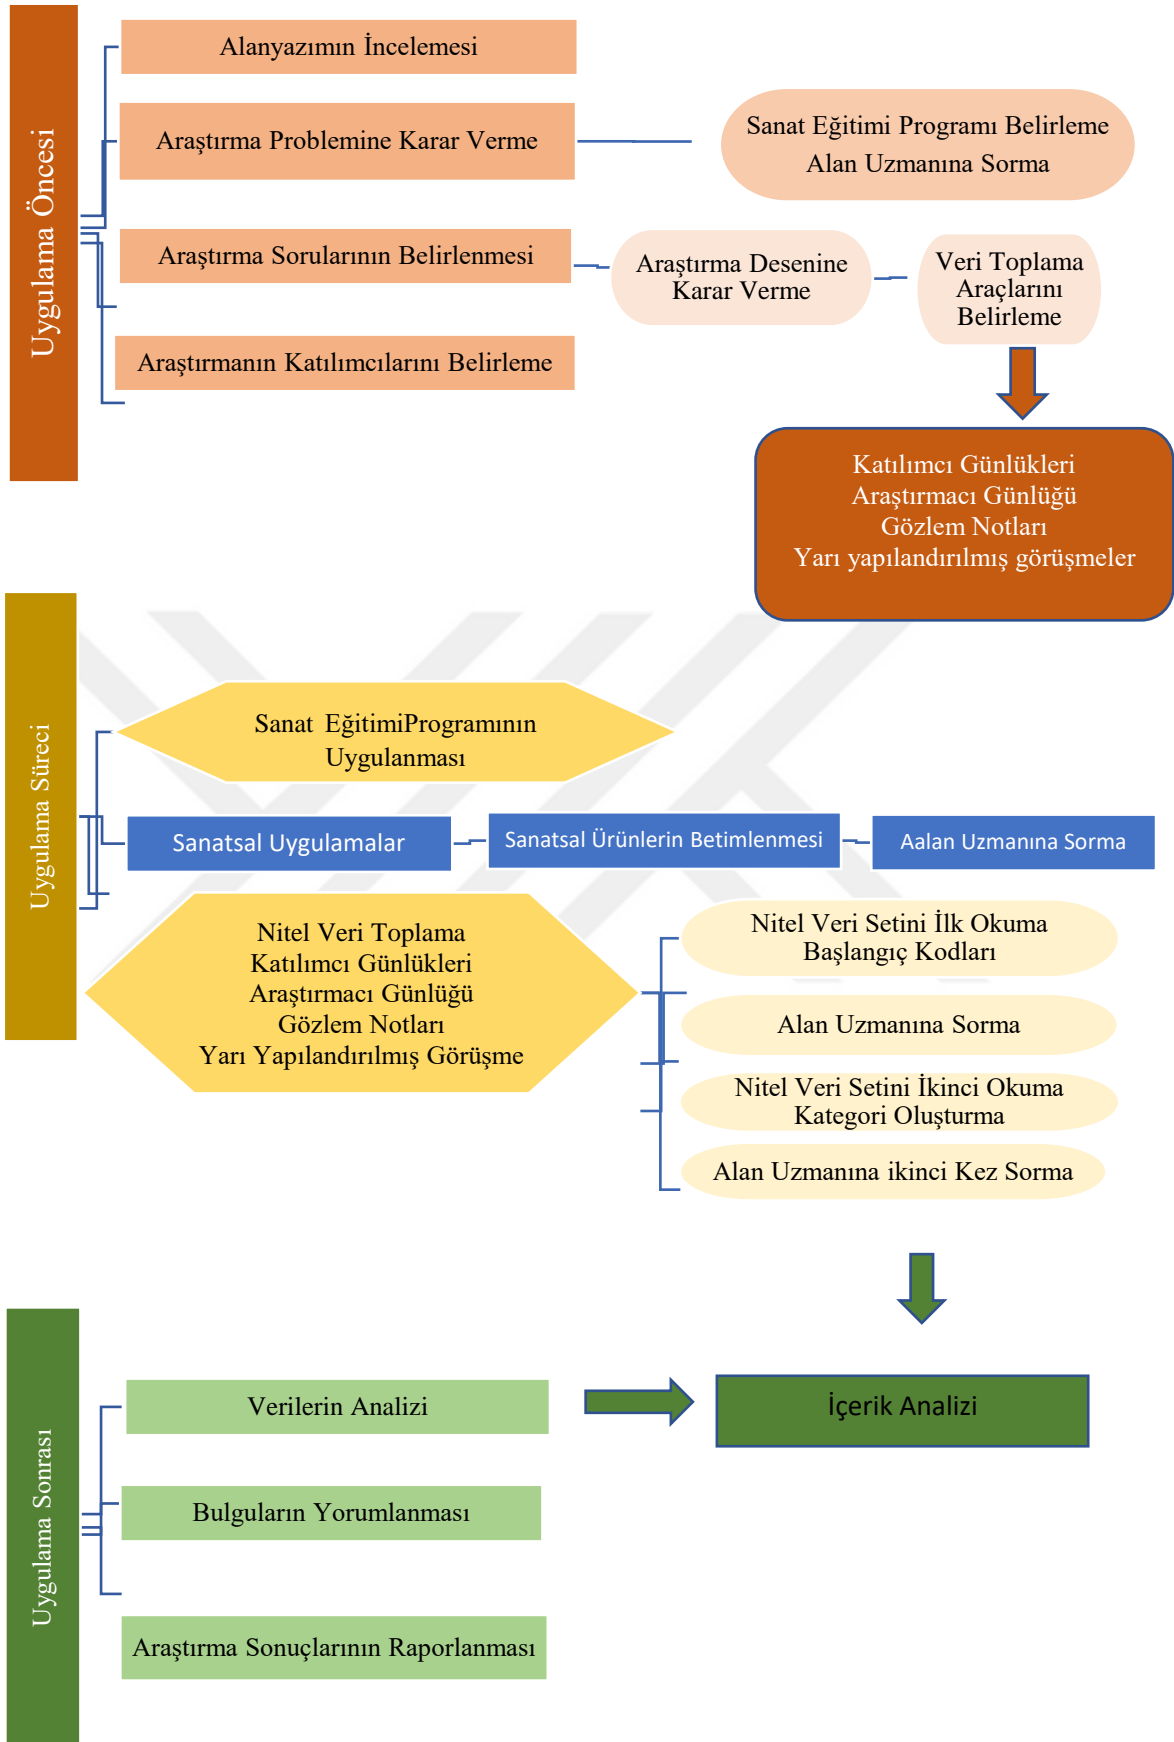 Uygulama Öncesi
Alanyazımın İncelemesi
Araştırma Problemine Karar Verme
Sanat Eğitimi Programı Belirleme
Alan Uzmanına Sorma
Araştırma Sorularının Belirlenmesi
Araştırma Desenine
Karar Verme
Veri Toplama
Araçlarını
Belirleme
Araştırmanın Katılımcılarını Belirleme
Katılımcı Günlükleri
Araştırmacı Günlüğü
Gözlem Notları
Yarı yapılandırılmış görüşmeler
Uygulama Süreci
Sanat EğitimiProgramının
Uygulanması
Sanatsal Uygulamalar
Sanatsal Ürünlerin Betimlenmesi
Aalan Uzmanına Sorma
Nitel Veri Toplama
Katılımcı Günlükleri
Araştırmacı Günlüğü
Gözlem Notları
Yarı Yapılandırılmış Görüşme
Nitel Veri Setini İlk Okuma
Başlangıç Kodları
Alan Uzmanına Sorma
Nitel Veri Setini İkinci Okuma
Kategori Oluşturma
Alan Uzmanına ikinci Kez Sorma
Uygulama Sonrası
Verilerin Analizi
İçerik Analizi
Bulguların Yorumlanması
Araştırma Sonuçlarının Raporlanması